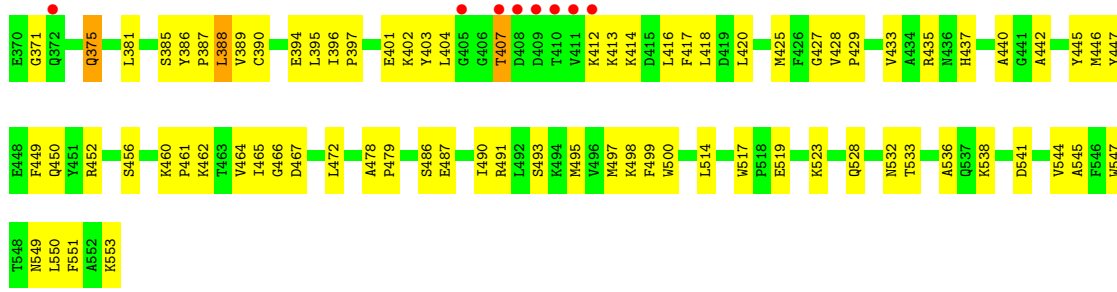 E370 G371 Q372 Q375 L381 S385 Y386 P387 L388 V389 C390 E394 L395 I396 P397 E401 K402 Y403 L404 G405 G406 T407 D408 D409 T410 V411 K412 K413 K414 D415 L416 F417 L418 D419 L420 M425 F426 G427 V428 P429 V433 A434 R435 N436 H437 A440 G441 A442 Y445 M446 Y447
E448 F449 Q450 Y451 R452 S456 K460 P461 K462 T463 V464 I465 G466 D467 L472 A478 P479 S486 E487 I490 R491 L492 S493 K494 M495 V496 M497 K498 F499 W500 L514 W517 P518 E519 K523 Q528 N532 T533 A536 Q537 K538 D541 V544 A545 F546 W547
T548 N549 L550 F551 A552 K553